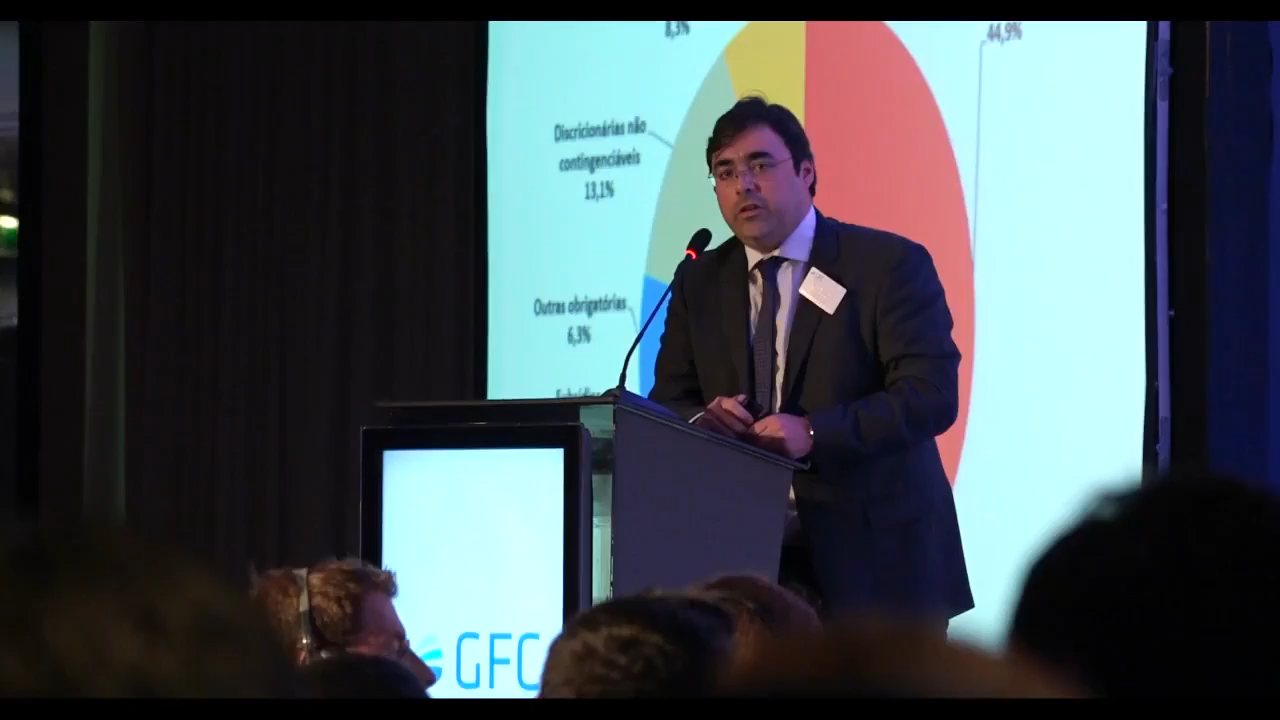 8,3%
44,9%
Discricionárias não
contingenciáveis
13,1%
Outras obrigatórias
6,3%
GFC